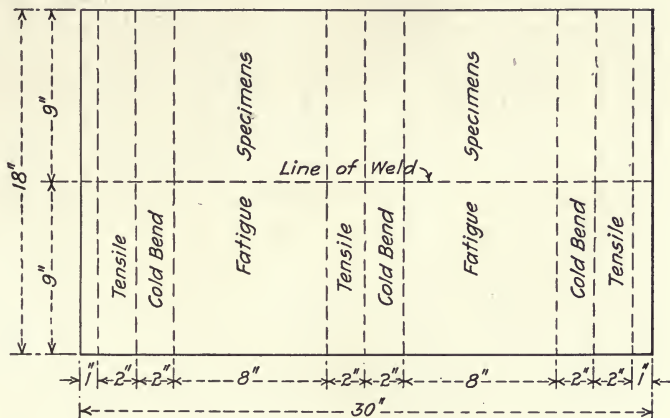 Specimens Specimens
Line of Weld
9"
18"
9"
Tensile Cold Bend Fatigue Tensile Cold Bend Fatigue Cold Bend Tensile
1" 2" 2" 8" 2" 2" 8" 2" 2" 1"
30"